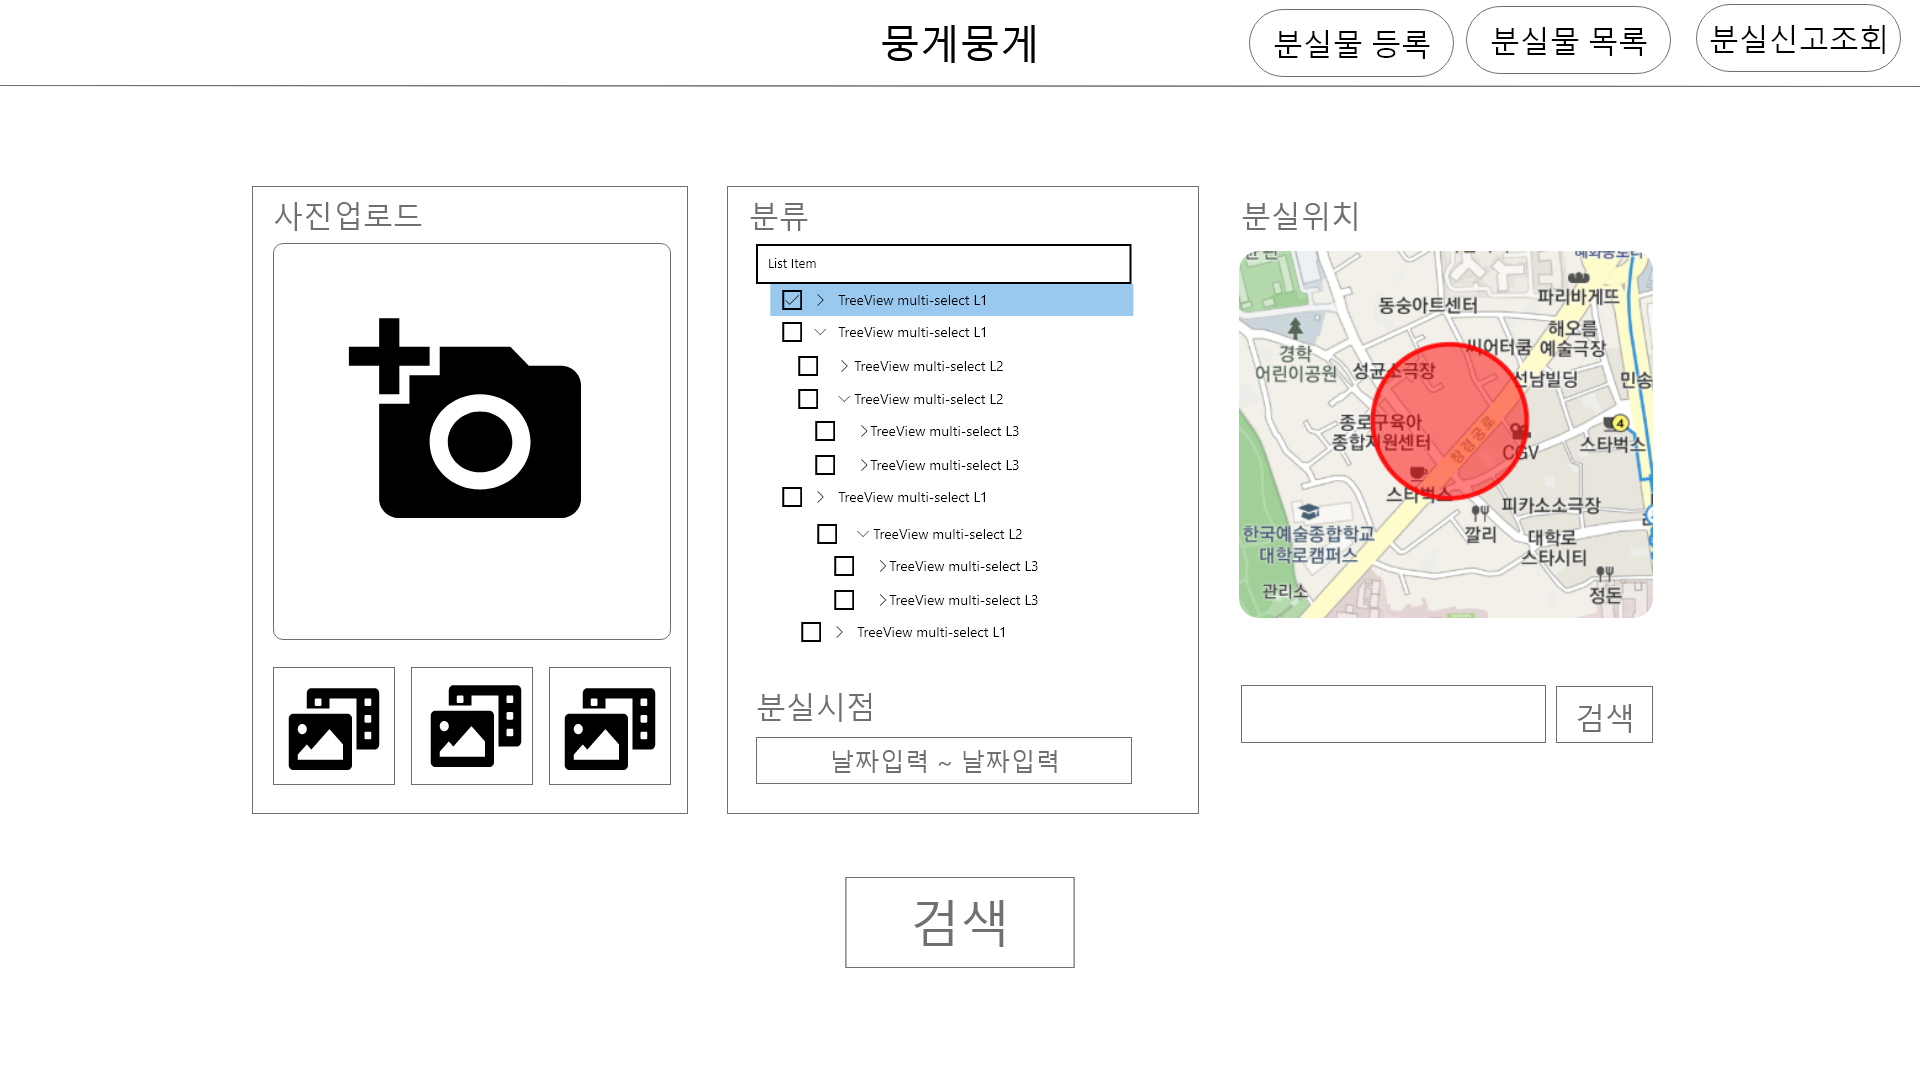 뭉게뭉게
분실물 등록
분실물 목록
분실신고조회
사진업로드
분류
List Item
TreeView multi-select L1
TreeView multi-select L1
TreeView multi-select L2
TreeView multi-select L2
TreeView multi-select L3
TreeView multi-select L3
TreeView multi-select L1
TreeView multi-select L2
TreeView multi-select L3
TreeView multi-select L3
TreeView multi-select L1
분실시점
날짜입력 ~ 날짜입력
분실위치
동숭아트센터
파리바게뜨
해오름
예술극장
씨어터쿰
경학
어린이공원
성균소극장
선남빌딩
민송
종로구육아
종합지원센터
창경궁로
CGV
4
스타벅스
스타벅스
피카소소극장
한국예술종합학교
대학로캠퍼스
깔리
대학로
스타시티
관리소
정돈
검색
검색